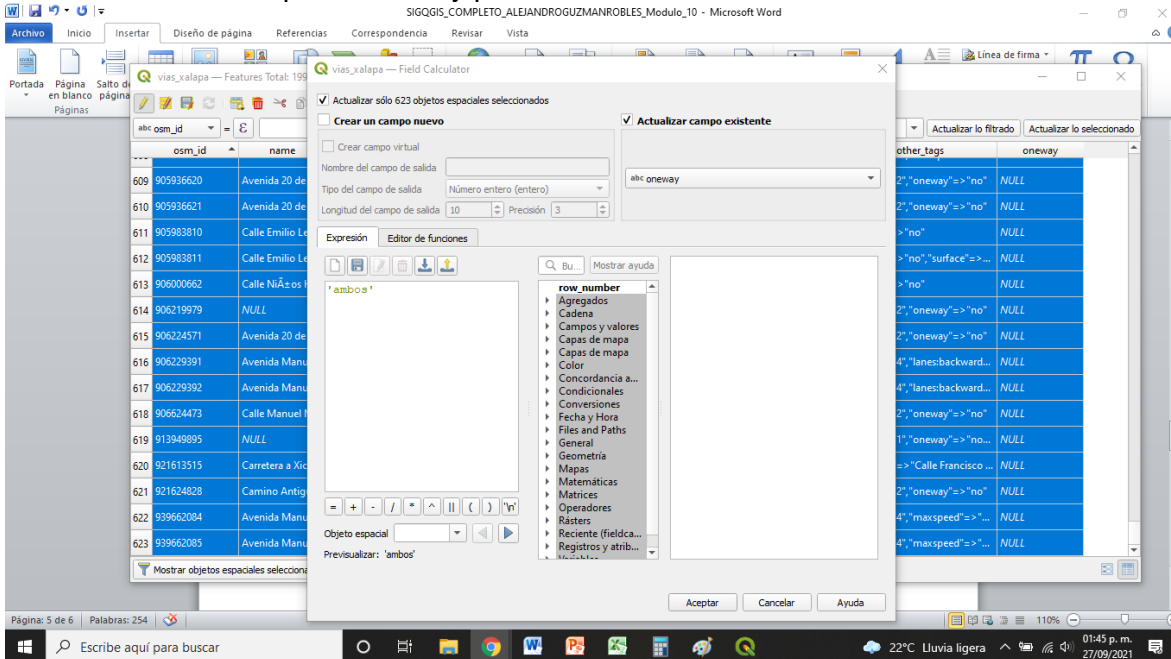 SIGQGIS_COMPLETO_ALEJANDROGUZMANROBLES_Modulo_10 - Microsoft Word
Archivo Inicio Insertar Diseño de página Referencias Correspondencia Revisar Vista
Portada Página en blanco Salto de página
Páginas
Línea de firma
vias_xalapa — Features Total: 199
vias_xalapa — Field Calculator
Actualizar sólo 623 objetos espaciales seleccionados
Crear un campo nuevo
Actualizar campo existente
abc osm_id = ε
Actualizar lo filtrado Actualizar lo seleccionado
Crear campo virtual
Nombre del campo de salida
abc oneway
Tipo del campo de salida Número entero (entero)
Longitud del campo de salida 10 Precisión 3
osm_id name other_tags oneway
609 905936620 Avenida 20 de 2","oneway"=>"no" NULL
610 905936621 Avenida 20 de 2","oneway"=>"no" NULL
611 905983810 Calle Emilio Le >"no" NULL
612 905983811 Calle Emilio Le >"no","surface"=>... NULL
613 906000662 Calle NiÃ±os >"no" NULL
614 906219979 NULL 2","oneway"=>"no" NULL
615 906224571 Avenida 20 de 2","oneway"=>"no" NULL
616 906229391 Avenida Manu 4","lanes:backward... NULL
617 906229392 Avenida Manu 4","lanes:backward... NULL
618 906624473 Calle Manuel 2","oneway"=>"no" NULL
619 913949895 NULL 1","oneway"=>"no... NULL
620 921613515 Carretera a Xic =>"Calle Francisco ... NULL
621 921624828 Camino Antig 2","oneway"=>"no" NULL
622 939662084 Avenida Manu 4","maxspeed"=>"... NULL
623 939662085 Avenida Manu 4","maxspeed"=>"... NULL
Expresión Editor de funciones
Bu... Mostrar ayuda
'ambos'
row_number
Agregados
Cadena
Campos y valores
Capas de mapa
Capas de mapa
Color
Concordancia a...
Condicionales
Conversiones
Fecha y Hora
Files and Paths
General
Geometría
Mapas
Matemáticas
Matrices
Operadores
Rásters
Reciente (fieldca...
Registros y atrib...
= + - / * ^ || ( ) '\n'
Objeto espacial
Previsualizar: 'ambos'
Mostrar objetos espaciales selecciona
Aceptar Cancelar Ayuda
Página: 5 de 6 Palabras: 254
110%
Escribe aquí para buscar
22°C Lluvia ligera
01:45 p. m.
27/09/2021